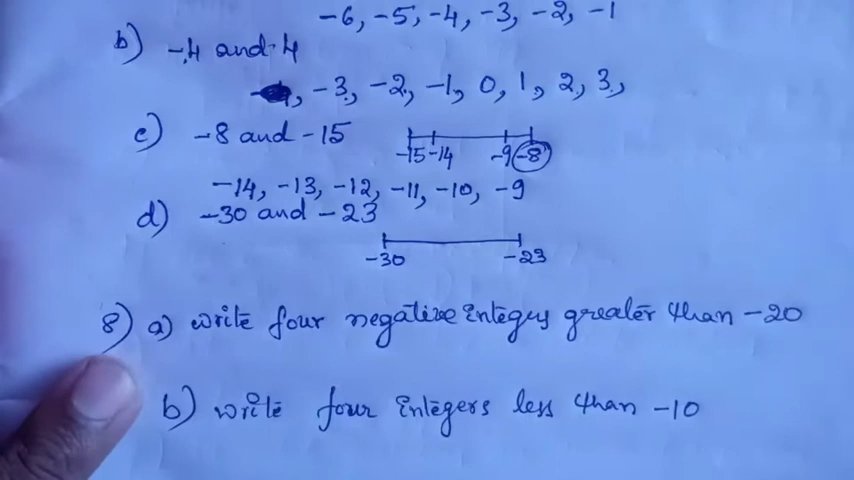 -6, -5, -4, -3, -2, -1
b) -4 and 4
, -3, -2, -1, 0, 1, 2, 3,
c) -8 and -15
-15 -14 -9 -8
-14, -13, -12, -11, -10, -9
d) -30 and -23
-30 -23
8) a) write four negative integers greater than -20
b) write four integers less than -10